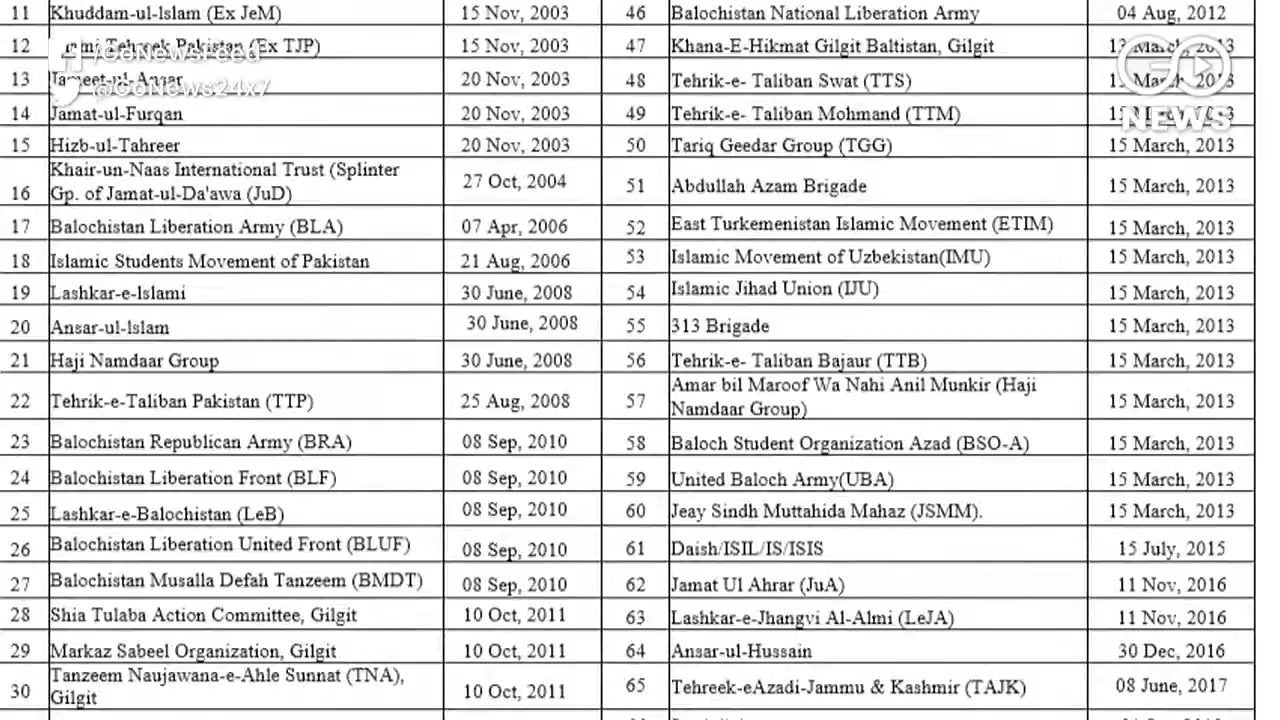 11 Khuddam-ul-Islam (Ex JeM) 15 Nov, 2003 46 Balochistan National Liberation Army 04 Aug, 2012
12 Tehreek Pakistan (Ex TJP) 15 Nov, 2003 47 Khana-E-Hikmat Gilgit Baltistan, Gilgit 13 March, 2013
/GoNewsFeed
13 Jameet-ul-Ansar 20 Nov, 2003 48 Tehrik-e- Taliban Swat (TTS) 15 March, 2013
@GoNews24x7
GO
NEWS
14 Jamat-ul-Furqan 20 Nov, 2003 49 Tehrik-e- Taliban Mohmand (TTM) 15 March, 2013
15 Hizb-ul-Tahreer 20 Nov, 2003 50 Tariq Geedar Group (TGG) 15 March, 2013
16 Khair-un-Naas International Trust (Splinter
Gp. of Jamat-ul-Da'awa (JuD) 27 Oct, 2004 51 Abdullah Azam Brigade 15 March, 2013
17 Balochistan Liberation Army (BLA) 07 Apr, 2006 52 East Turkemenistan Islamic Movement (ETIM) 15 March, 2013
18 Islamic Students Movement of Pakistan 21 Aug, 2006 53 Islamic Movement of Uzbekistan(IMU) 15 March, 2013
19 Lashkar-e-Islami 30 June, 2008 54 Islamic Jihad Union (IJU) 15 March, 2013
20 Ansar-ul-Islam 30 June, 2008 55 313 Brigade 15 March, 2013
21 Haji Namdaar Group 30 June, 2008 56 Tehrik-e- Taliban Bajaur (TTB) 15 March, 2013
22 Tehrik-e-Taliban Pakistan (TTP) 25 Aug, 2008 57 Amar bil Maroof Wa Nahi Anil Munkir (Haji
Namdaar Group) 15 March, 2013
23 Balochistan Republican Army (BRA) 08 Sep, 2010 58 Baloch Student Organization Azad (BSO-A) 15 March, 2013
24 Balochistan Liberation Front (BLF) 08 Sep, 2010 59 United Baloch Army(UBA) 15 March, 2013
25 Lashkar-e-Balochistan (LeB) 08 Sep, 2010 60 Jeay Sindh Muttahida Mahaz (JSMM). 15 March, 2013
26 Balochistan Liberation United Front (BLUF) 08 Sep, 2010 61 Daish/ISIL/IS/ISIS 15 July, 2015
27 Balochistan Musalla Defah Tanzeem (BMDT) 08 Sep, 2010 62 Jamat Ul Ahrar (JuA) 11 Nov, 2016
28 Shia Tulaba Action Committee, Gilgit 10 Oct, 2011 63 Lashkar-e-Jhangvi Al-Almi (LeJA) 11 Nov, 2016
29 Markaz Sabeel Organization, Gilgit 10 Oct, 2011 64 Ansar-ul-Hussain 30 Dec, 2016
30 Tanzeem Naujawana-e-Ahle Sunnat (TNA),
Gilgit 10 Oct, 2011 65 Tehreek-eAzadi-Jammu & Kashmir (TAJK) 08 June, 2017